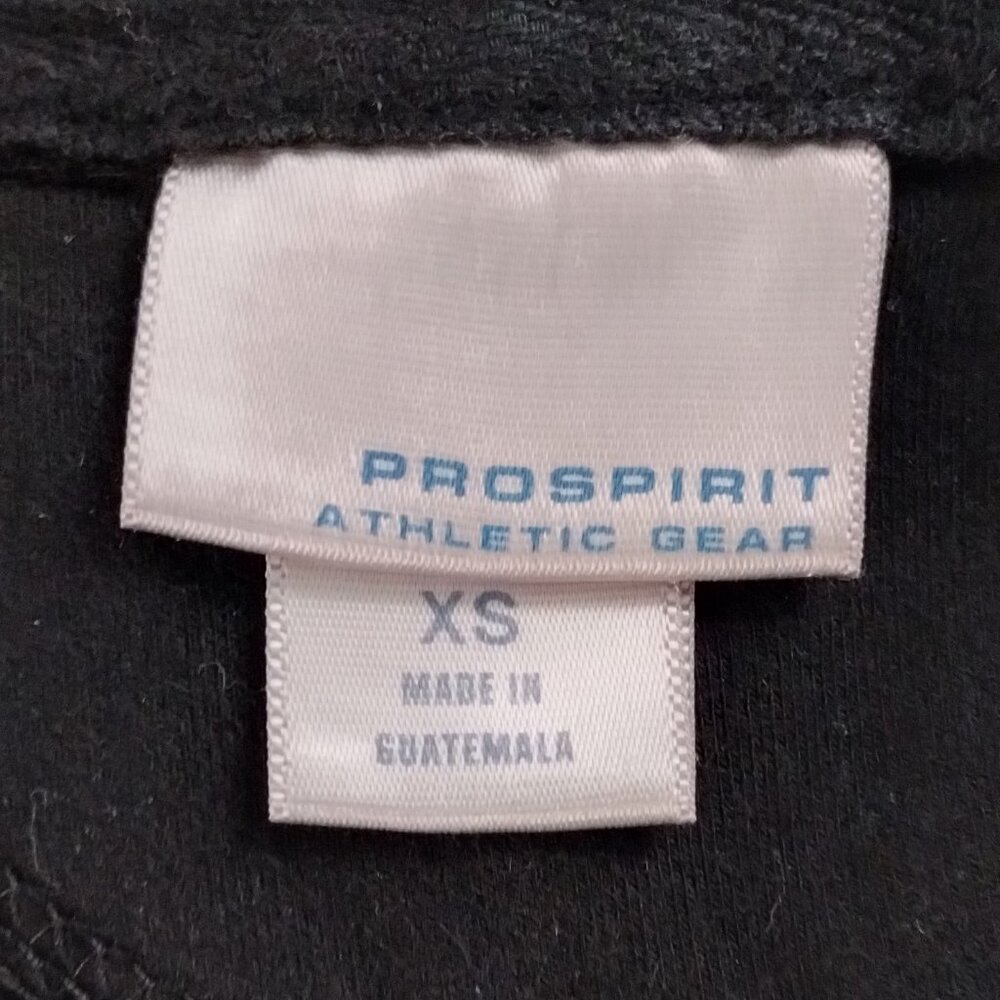 PROSPIRIT
ATHLETIC GEAR
XS
MADE IN
GUATEMALA